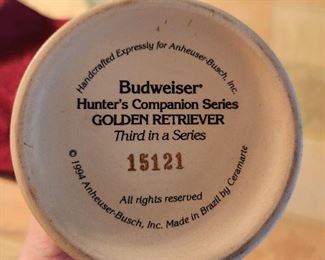 Handcrafted Expressly for Anheuser-Busch, Inc.
Budweiser®
Hunter's Companion Series
GOLDEN RETRIEVER
Third in a Series
15121
All rights reserved
© 1994 Anheuser-Busch, Inc. Made in Brazil by Ceramarte